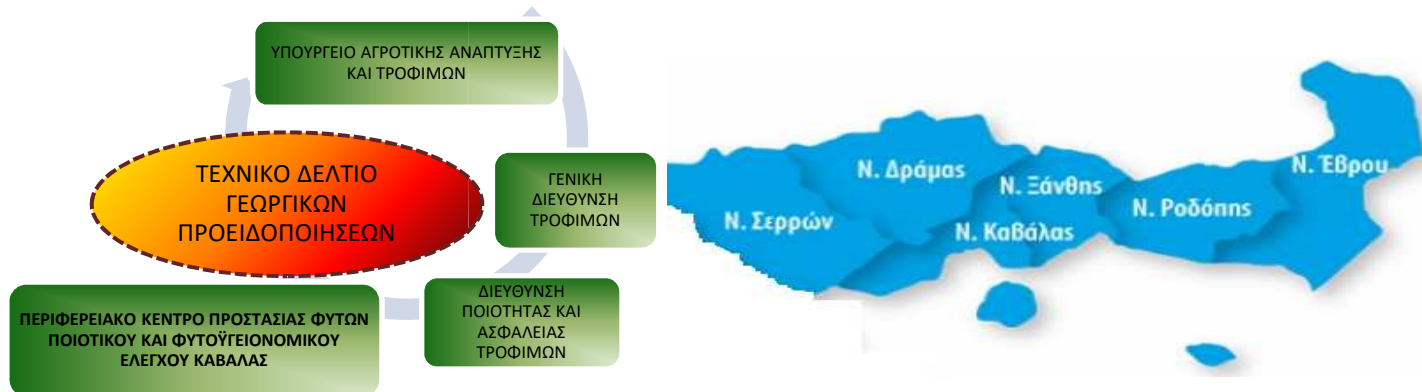 ΥΠΟΥΡΓΕΙΟ ΑΓΡΟΤΙΚΗΣ ΑΝΑΠΤΥΞΗΣ
ΚΑΙ ΤΡΟΦΙΜΩΝ
ΤΕΧΝΙΚΟ ΔΕΛΤΙΟ
ΓΕΩΡΓΙΚΩΝ
ΠΡΟΕΙΔΟΠΟΙΗΣΕΩΝ
ΓΕΝΙΚΗ
ΔΙΕΥΘΥΝΣΗ
ΤΡΟΦΙΜΩΝ
ΔΙΕΥΘΥΝΣΗ
ΠΟΙΟΤΗΤΑΣ ΚΑΙ
ΑΣΦΑΛΕΙΑΣ
ΤΡΟΦΙΜΩΝ
ΠΕΡΙΦΕΡΕΙΑΚΟ ΚΕΝΤΡΟ ΠΡΟΣΤΑΣΙΑΣ ΦΥΤΩΝ
ΠΟΙΟΤΙΚΟΥ ΚΑΙ ΦΥΤΟΫΓΕΙΟΝΟΜΙΚΟΥ
ΕΛΕΓΧΟΥ ΚΑΒΑΛΑΣ
Ν. Έβρου
Ν. Δράμας
Ν. Ξάνθης
Ν. Ροδόπης
Ν. Σερρών
Ν. Καβάλας